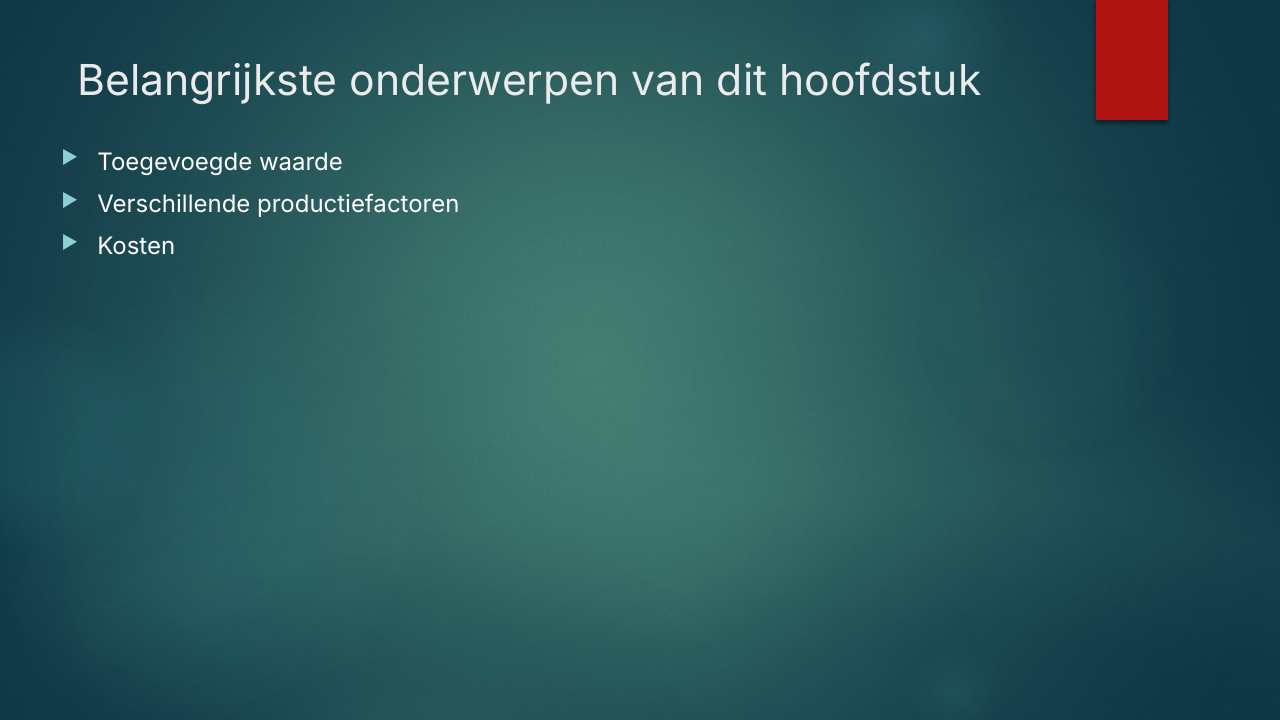 Belangrijkste onderwerpen van dit hoofdstuk
Toegevoegde waarde
Verschillende productiefactoren
Kosten